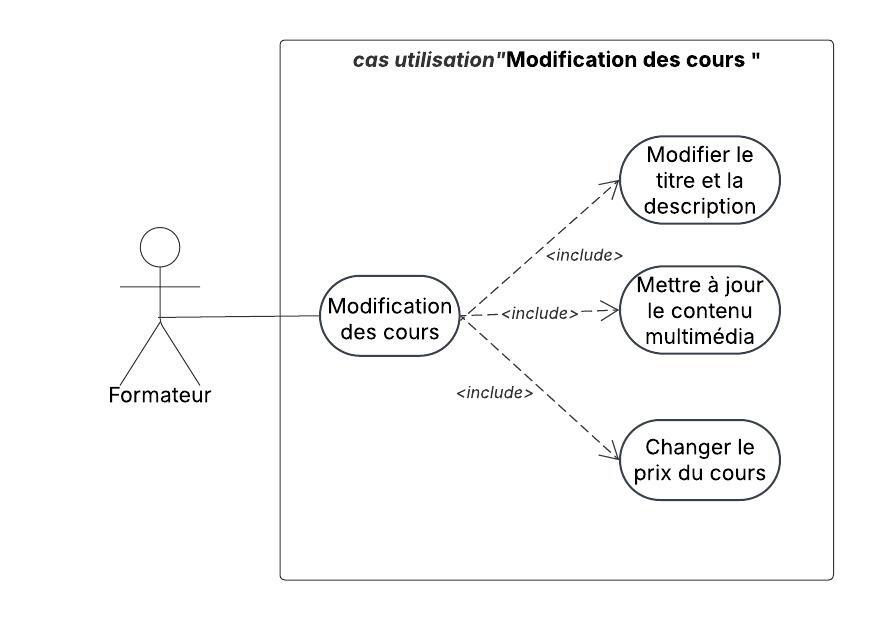 cas utilisation"Modification des cours "
Modifier le
titre et la
description
<include>
Mettre à jour
le contenu
multimédia
Modification
des cours
<include>
<include>
Formateur
Changer le
prix du cours